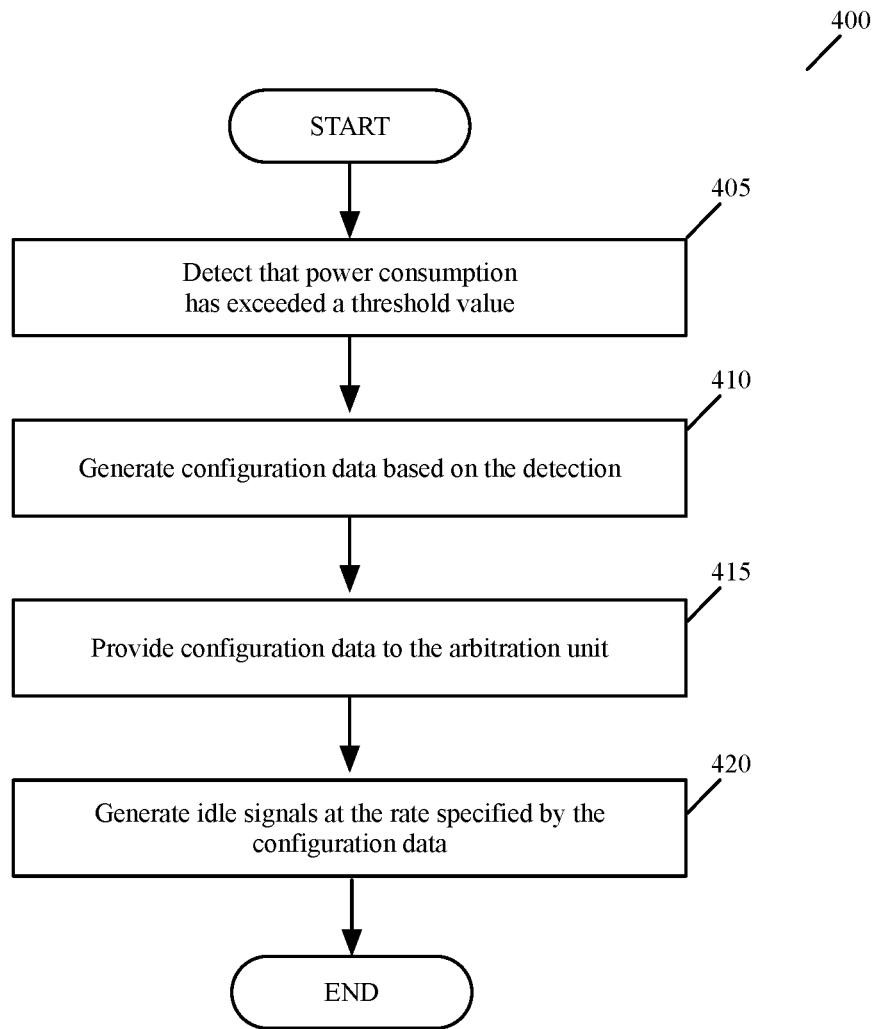 400
START
405
Detect that power consumption
has exceeded a threshold value
410
Generate configuration data based on the detection
415
Provide configuration data to the arbitration unit
420
Generate idle signals at the rate specified by the
configuration data
END